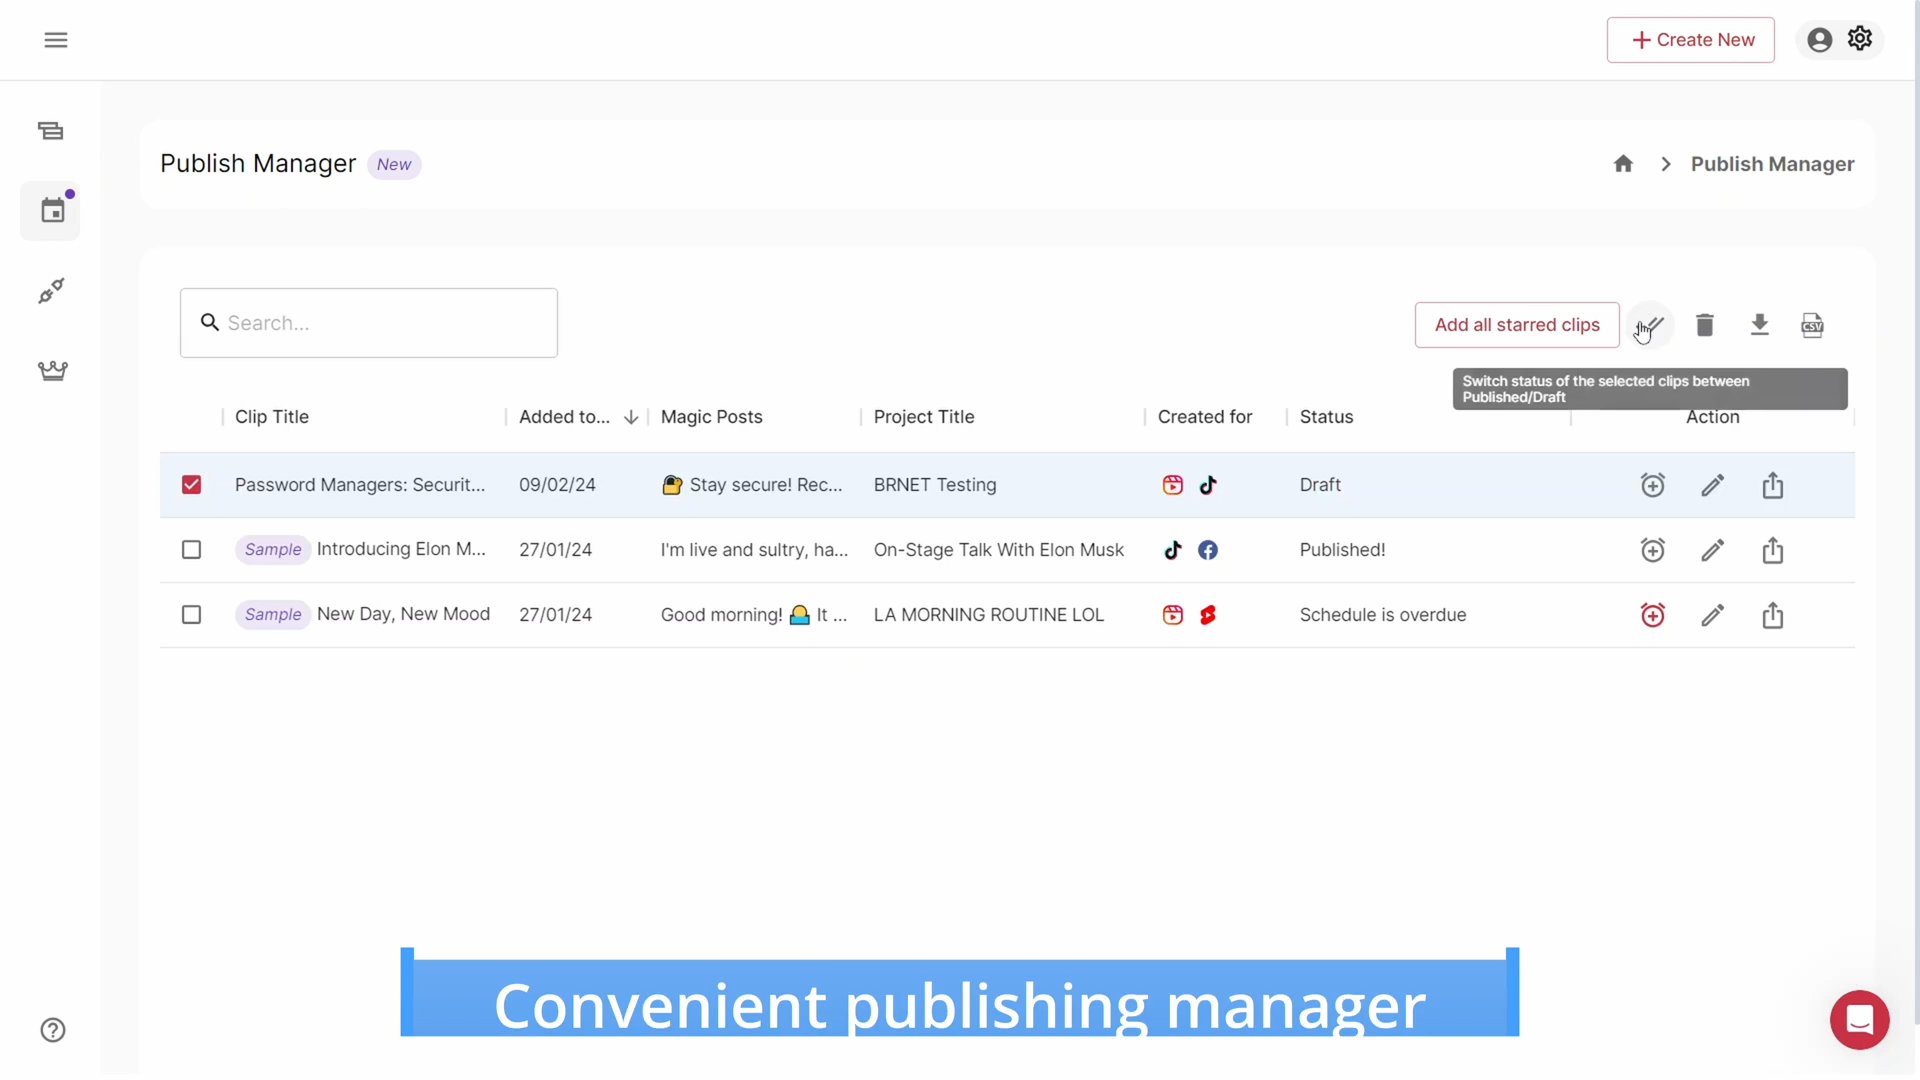 + Create New
Publish Manager New
Publish Manager
Search...
Add all starred clips
CSV
Switch status of the selected clips between
Published/Draft
Clip Title Added to... Magic Posts Project Title Created for Status Action
Password Managers: Securit... 09/02/24 🔐 Stay secure! Rec... BRNET Testing Draft
Sample Introducing Elon M... 27/01/24 I'm live and sultry, ha... On-Stage Talk With Elon Musk Published!
Sample New Day, New Mood 27/01/24 Good morning! 🌅 It ... LA MORNING ROUTINE LOL Schedule is overdue
Convenient publishing manager